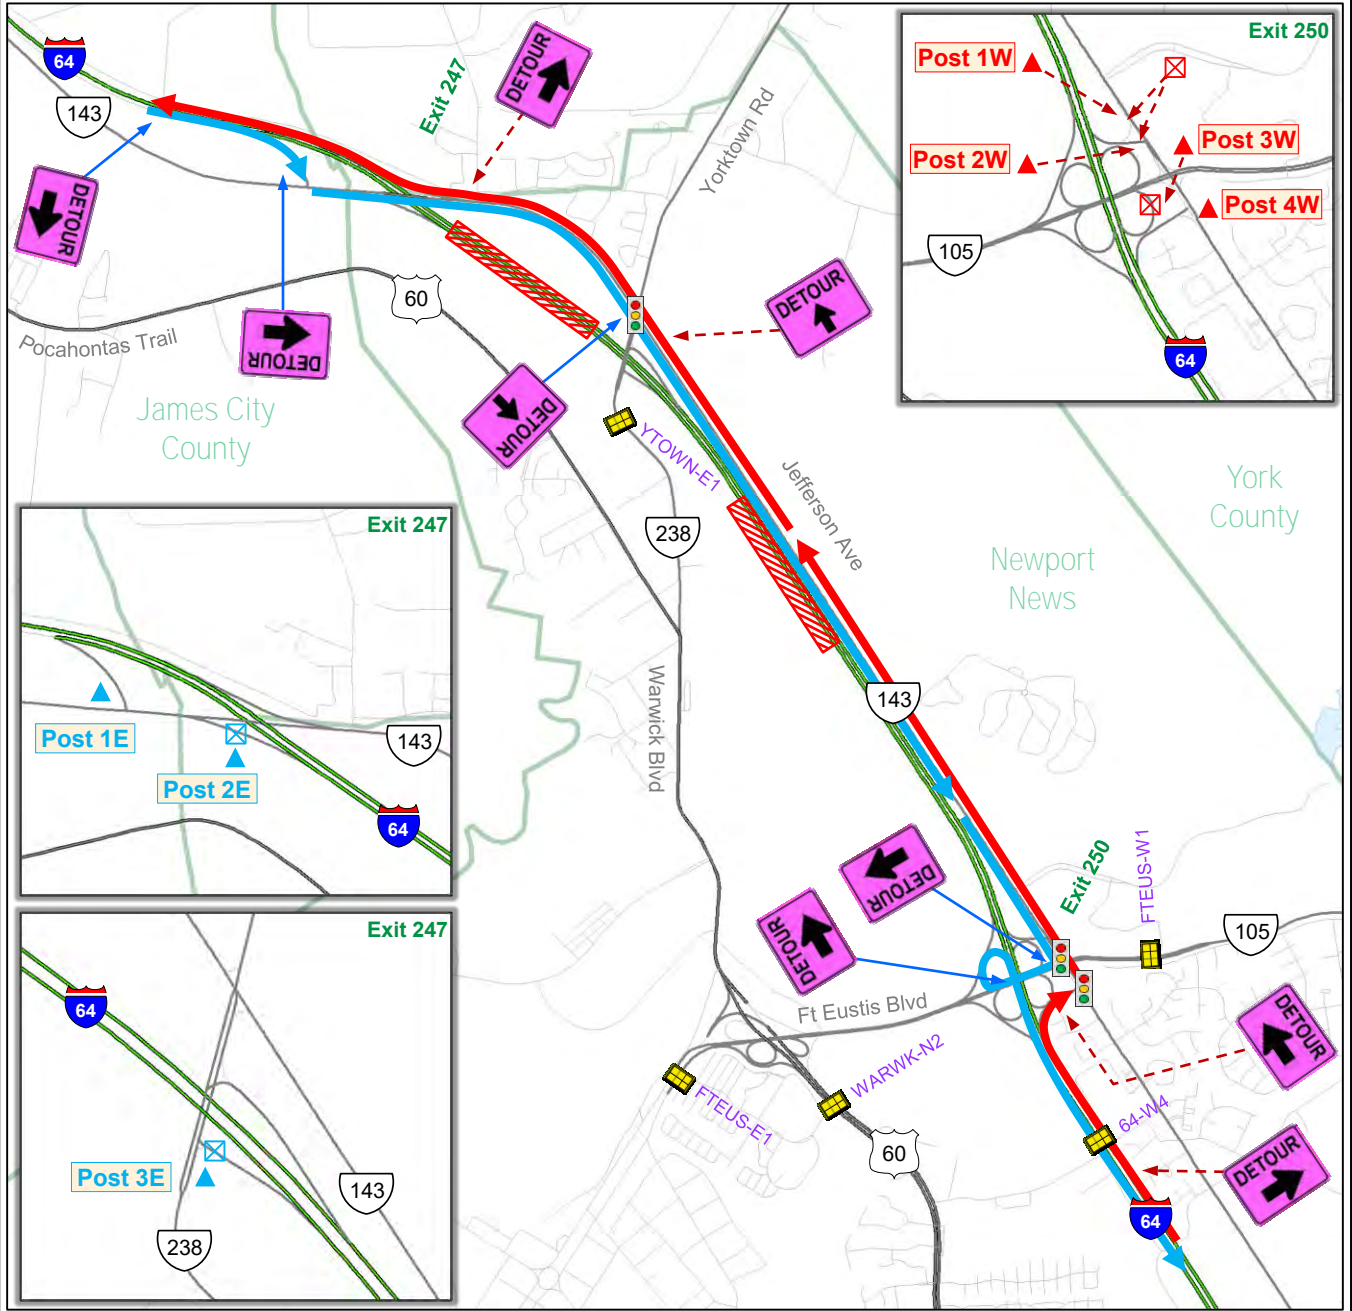 64
143
Exit 247
DETOUR
Yorktown Rd
Exit 250
Post 1W
Post 2W
Post 3W
Post 4W
105
64
DETOUR
DETOUR
60
Pocahontas Trail
DETOUR
DETOUR
James City
County
YTOWN-E1
238
Jefferson Ave
York
County
Newport
News
Exit 247
Post 1E
Post 2E
143
64
Warwick Blvd
143
DETOUR
DETOUR
Exit 250
FTEUS-W1
105
Ft Eustis Blvd
WARWK-N2
FTEUS-E1
64-W4
60
DETOUR
DETOUR
64
Exit 247
64
Post 3E
143
238